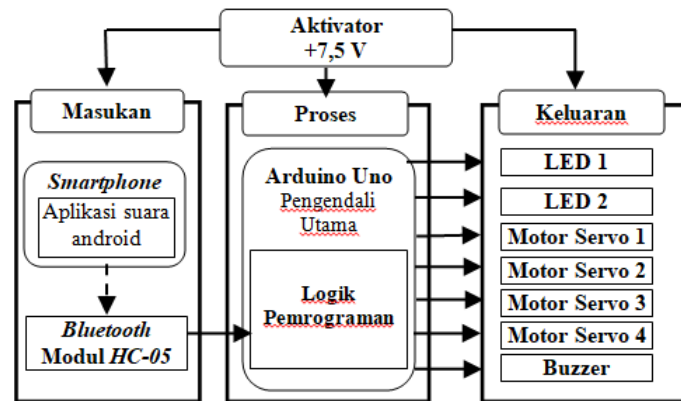 Aktivator
+7,5 V
Masukan
Smartphone
Aplikasi suara
android
Bluetooth
Modul HC-05
Proses
Arduino Uno
Pengendali
Utama
Logik
Pemrograman
Keluaran
LED 1
LED 2
Motor Servo 1
Motor Servo 2
Motor Servo 3
Motor Servo 4
Buzzer